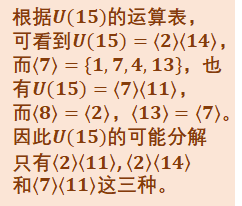 根据U(15)的运算表，
可看到U(15) = ⟨2⟩⟨14⟩，
而⟨7⟩ = {1, 7, 4, 13}，也
有U(15) = ⟨7⟩⟨11⟩，
而⟨8⟩ = ⟨2⟩，⟨13⟩ = ⟨7⟩。
因此U(15)的可能分解
只有⟨2⟩⟨11⟩, ⟨2⟩⟨14⟩
和⟨7⟩⟨11⟩这三种。